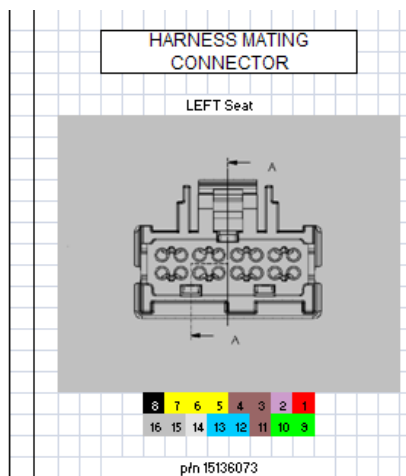 HARNESS MATING
CONNECTOR
LEFT Seat
A
A
8 7 6 5 4 3 2 1
16 15 14 13 12 11 10 9
p/n 15136073